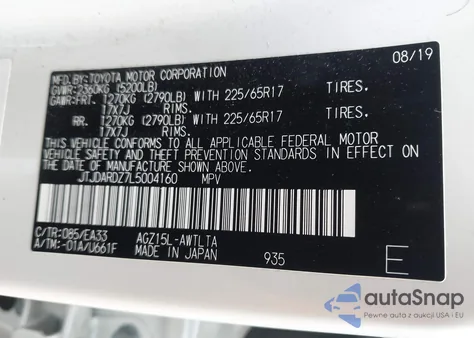 08/19
MFD.BY:TOYOTA MOTOR CORPORATION
GVWR:2360KG (5200LB)
GAWR:FRT. 1270KG (2790LB) WITH 225/65R17 TIRES.
17X7J RIMS.
RR. 1270KG (2790LB) WITH 225/65R17 TIRES.
17X7J RIMS.
THIS VEHICLE CONFORMS TO ALL APPLICABLE FEDERAL MOTOR
VEHICLE SAFETY AND THEFT PREVENTION STANDARDS IN EFFECT ON
THE DATE OF MANUFACTURE SHOWN ABOVE.
JTJDARDZ7L5004160 MPV
C/TR:085/EA33 AGZ15L-AWTLTA
A/TM:-01A/U661F MADE IN JAPAN 935 E
autoSnap
Pewne auta z aukcji USA i EU